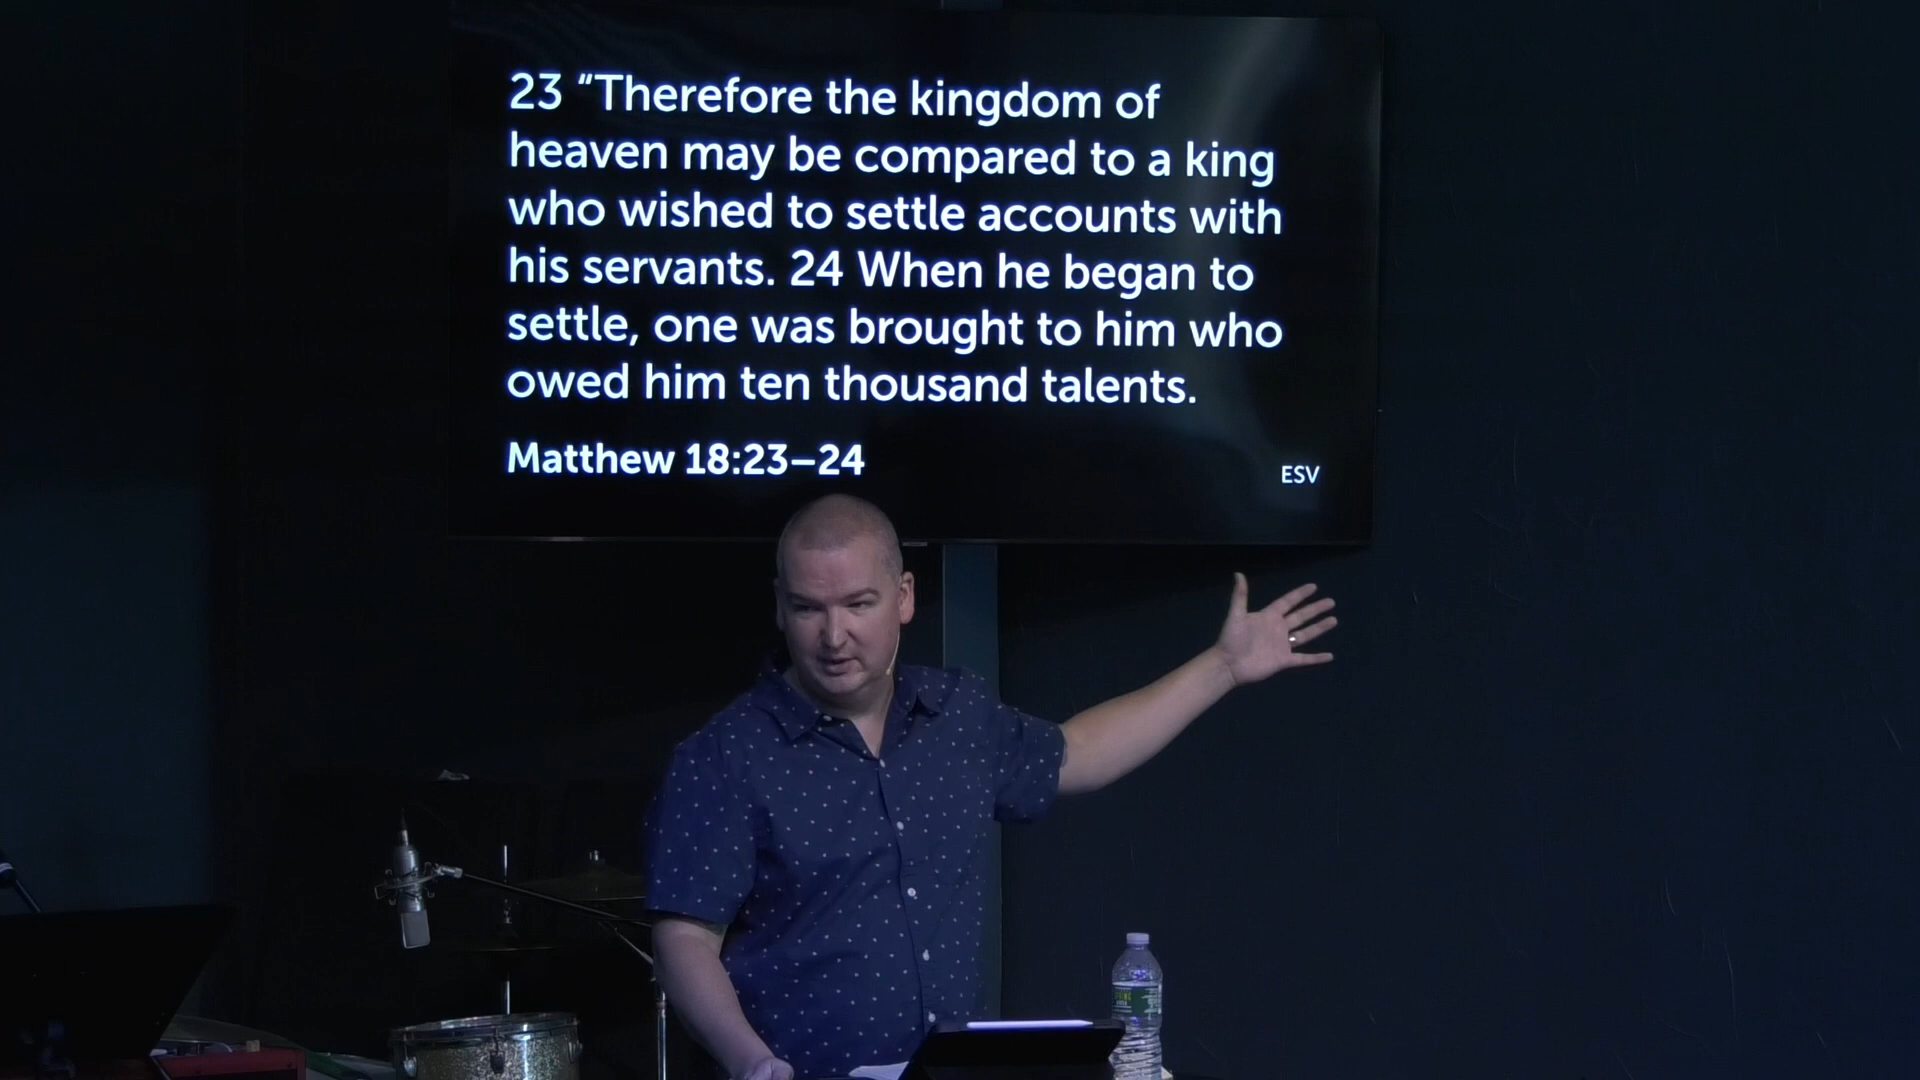 23 “Therefore the kingdom of
heaven may be compared to a king
who wished to settle accounts with
his servants. 24 When he began to
settle, one was brought to him who
owed him ten thousand talents.
Matthew 18:23–24
ESV